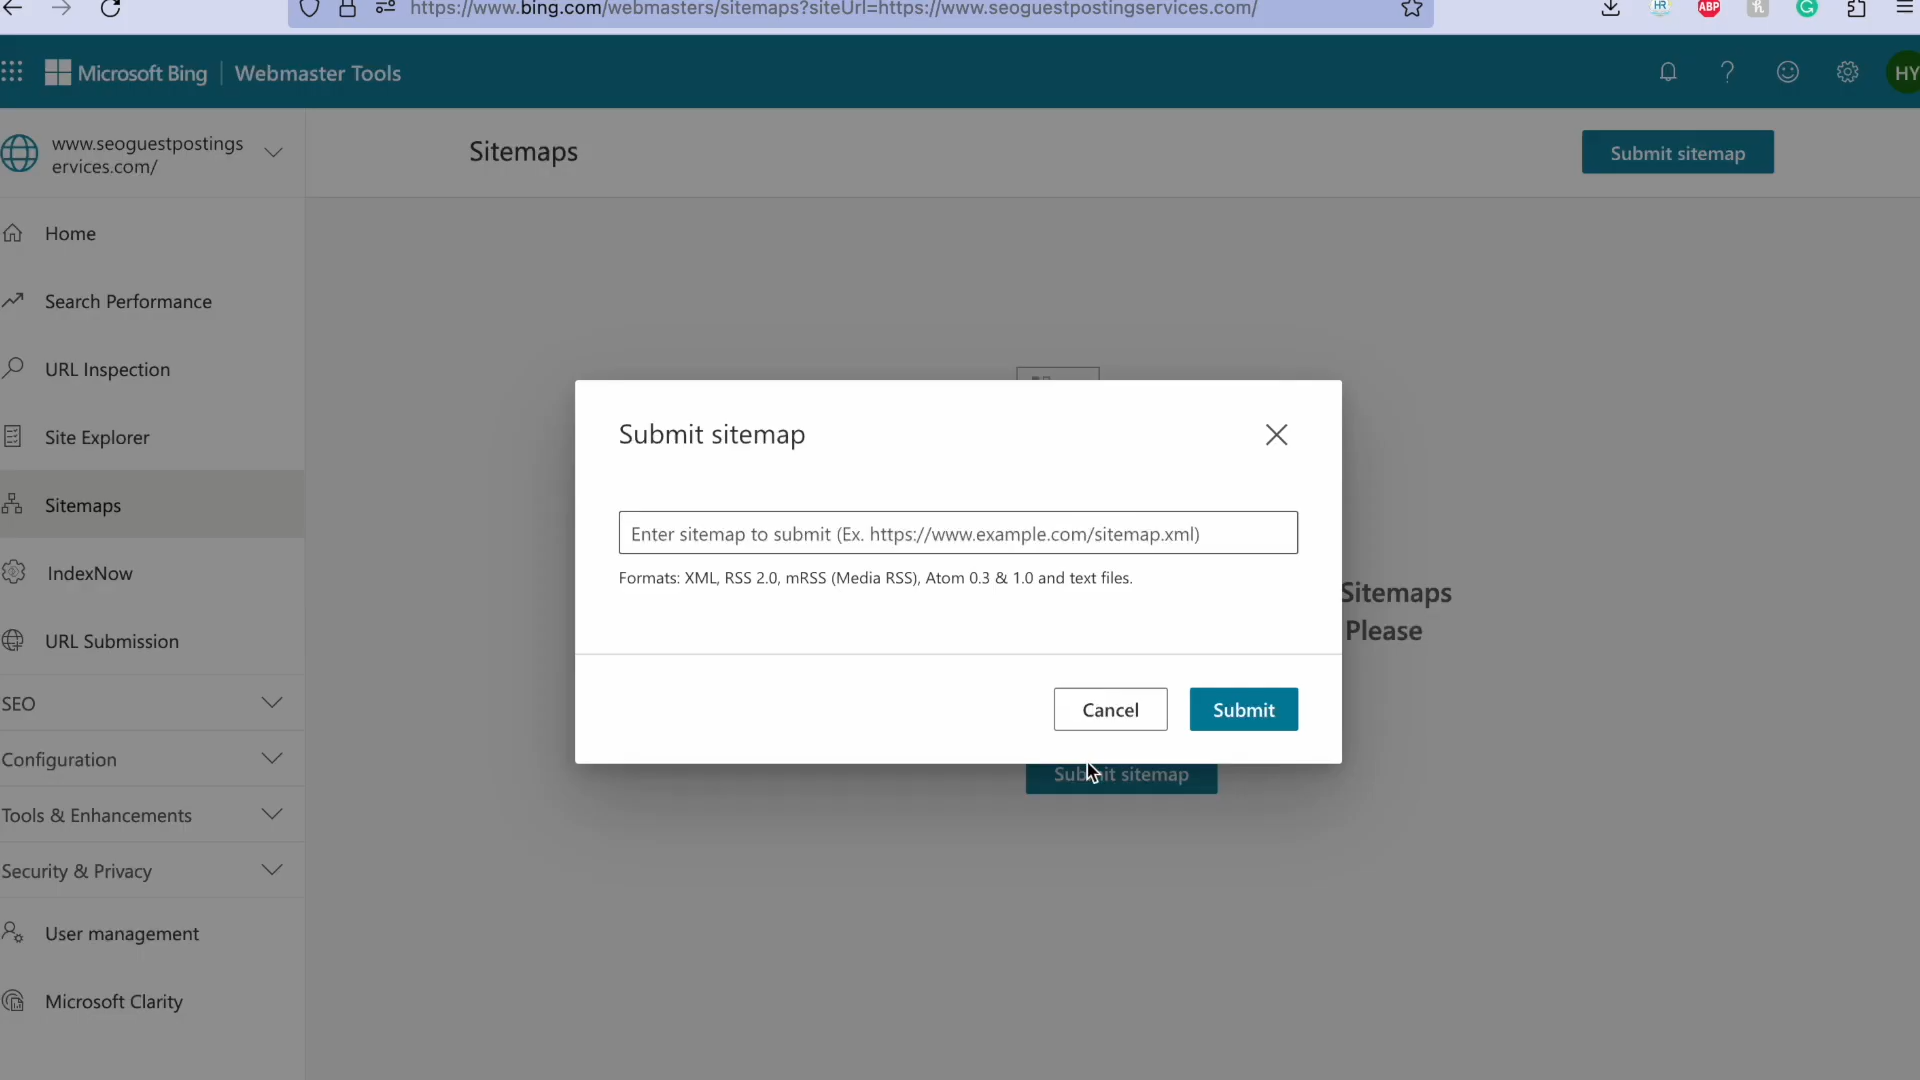 https://www.bing.com/webmasters/sitemaps?siteUrl=https://www.seoguestpostingservices.com/
HR
ABP
Microsoft Bing | Webmaster Tools
HY
www.seoguestpostings
ervices.com/
Sitemaps
Submit sitemap
Home
Search Performance
URL Inspection
Site Explorer
Sitemaps
IndexNow
URL Submission
SEO
Configuration
Tools & Enhancements
Security & Privacy
User management
Microsoft Clarity
Submit sitemap
Enter sitemap to submit (Ex. https://www.example.com/sitemap.xml)
Formats: XML, RSS 2.0, mRSS (Media RSS), Atom 0.3 & 1.0 and text files.
Sitemaps
Please
Cancel
Submit
Submit sitemap